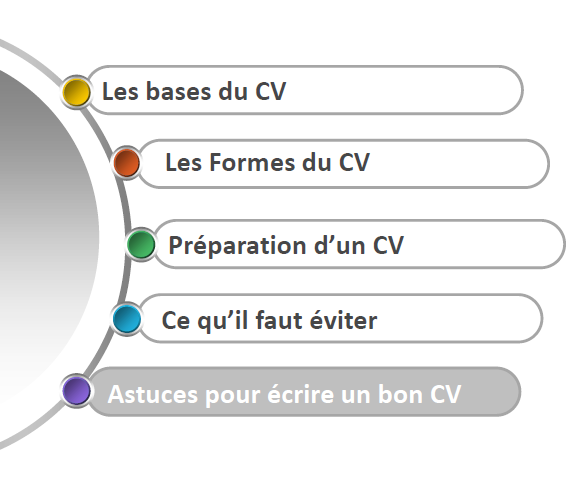 Les bases du CV
Les Formes du CV
Préparation d’un CV
Ce qu’il faut éviter
Astuces pour écrire un bon CV